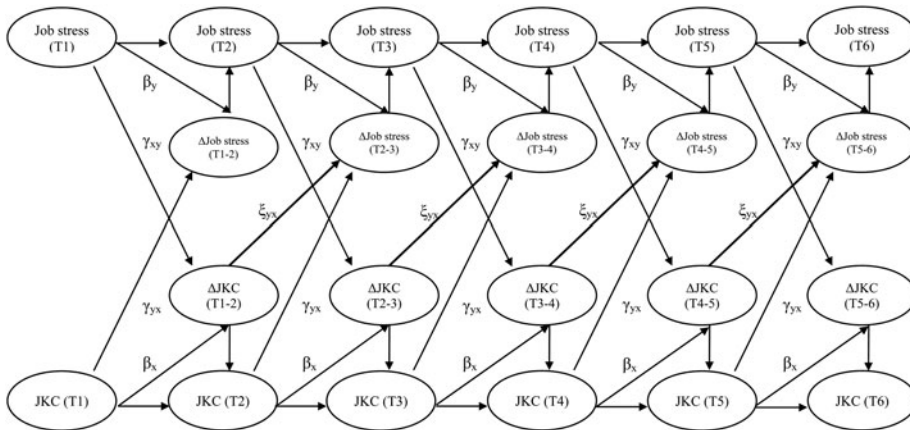 Job stress
(T1)
Job stress
(T2)
Job stress
(T3)
Job stress
(T4)
Job stress
(T5)
Job stress
(T6)
βy
βy
βy
βy
βy
ΔJob stress
(T1-2)
ΔJob stress
(T2-3)
ΔJob stress
(T3-4)
ΔJob stress
(T4-5)
ΔJob stress
(T5-6)
γxy
γxy
γxy
γxy
γxy
ξyx
ξyx
ξyx
ξyx
ΔJKC
(T1-2)
ΔJKC
(T2-3)
ΔJKC
(T3-4)
ΔJKC
(T4-5)
ΔJKC
(T5-6)
γyx
γyx
γyx
γyx
γyx
βx
βx
βx
βx
βx
JKC (T1)
JKC (T2)
JKC (T3)
JKC (T4)
JKC (T5)
JKC (T6)